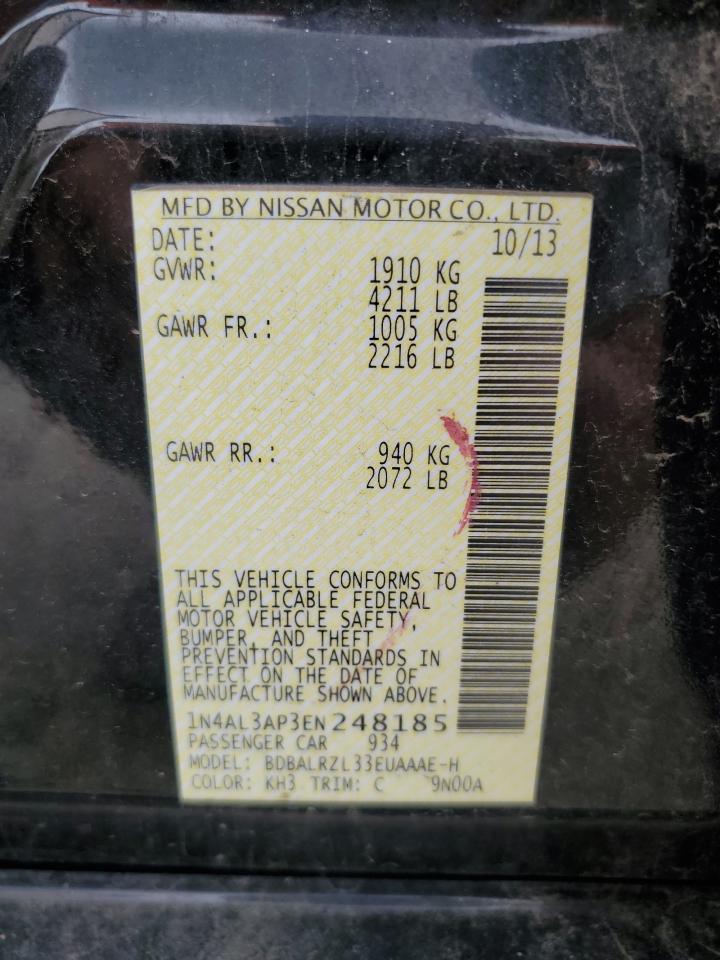 MFD BY NISSAN MOTOR CO., LTD.
DATE: 10/13
GVWR: 1910 KG
4211 LB
GAWR FR.: 1005 KG
2216 LB
GAWR RR.: 940 KG
2072 LB
THIS VEHICLE CONFORMS TO
ALL APPLICABLE FEDERAL
MOTOR VEHICLE SAFETY,
BUMPER, AND THEFT
PREVENTION STANDARDS IN
EFFECT ON THE DATE OF
MANUFACTURE SHOWN ABOVE.
1N4AL3AP3EN248185
PASSENGER CAR 934
MODEL: BDBALRZL33EUAAAE-H
COLOR: KH3 TRIM: C 9N00A